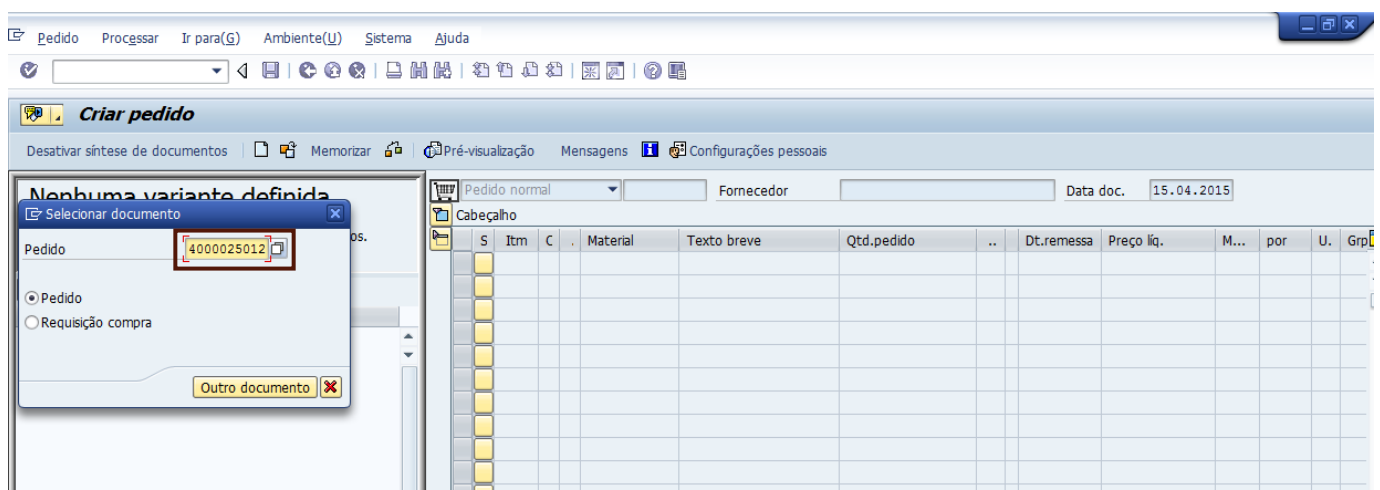 Pedido Processar Ir para(G) Ambiente(U) Sistema Ajuda
Criar pedido
Desativar síntese de documentos Memorizar Pré-visualização Mensagens Configurações pessoais
Nenhuma variante definida
os.
Selecionar documento
Pedido 4000025012
Pedido
Requisição compra
Outro documento
Pedido normal Fornecedor Data doc. 15.04.2015
Cabeçalho
S Itm C . Material Texto breve Qtd.pedido .. Dt.remessa Preço líq. M... por U. Grp